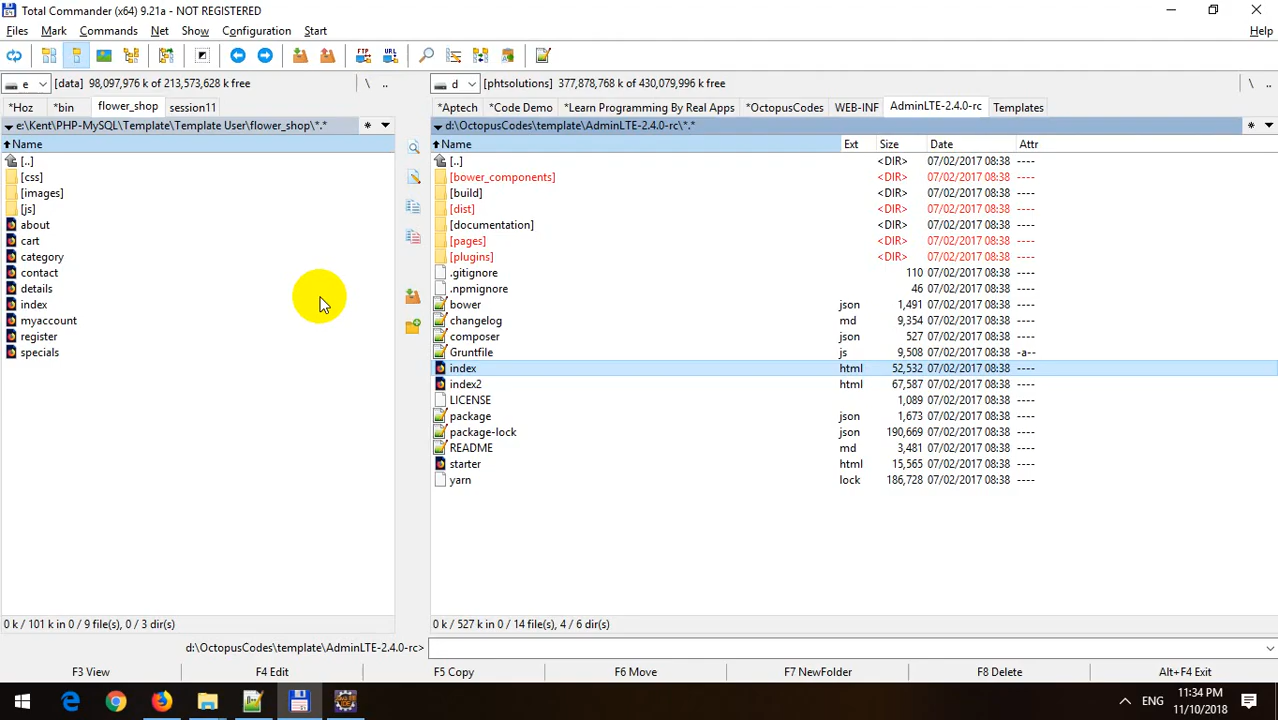 Total Commander (x64) 9.21a - NOT REGISTERED
Files Mark Commands Net Show Configuration Start Help
FTP URL
e [data] 98,097,976 k of 213,573,628 k free \ ..
d [phtsolutions] 377,878,768 k of 430,079,996 k free \ ..
*Hoz *bin flower_shop session11
*Aptech *Code Demo *Learn Programming By Real Apps *OctopusCodes WEB-INF AdminLTE-2.4.0-rc Templates
e:\Kent\PHP-MySQL\Template\Template User\flower_shop\*.* *
d:\OctopusCodes\template\AdminLTE-2.4.0-rc\*.* *
Name
[..]
[css]
[images]
[js]
about
cart
category
contact
details
index
myaccount
register
specials
Name Ext Size Date Attr
[..] <DIR> 07/02/2017 08:38 ----
[bower_components] <DIR> 07/02/2017 08:38 ----
[build] <DIR> 07/02/2017 08:38 ----
[dist] <DIR> 07/02/2017 08:38 ----
[documentation] <DIR> 07/02/2017 08:38 ----
[pages] <DIR> 07/02/2017 08:38 ----
[plugins] <DIR> 07/02/2017 08:38 ----
.gitignore 110 07/02/2017 08:38 ----
.npmignore 46 07/02/2017 08:38 ----
bower json 1,491 07/02/2017 08:38 ----
changelog md 9,354 07/02/2017 08:38 ----
composer json 527 07/02/2017 08:38 ----
Gruntfile js 9,508 07/02/2017 08:38 -a--
index html 52,532 07/02/2017 08:38 ----
index2 html 67,587 07/02/2017 08:38 ----
LICENSE 1,089 07/02/2017 08:38 ----
package json 1,673 07/02/2017 08:38 ----
package-lock json 190,669 07/02/2017 08:38 ----
README md 3,481 07/02/2017 08:38 ----
starter html 15,565 07/02/2017 08:38 ----
yarn lock 186,728 07/02/2017 08:38 ----
0 k / 101 k in 0 / 9 file(s), 0 / 3 dir(s)
0 k / 527 k in 0 / 14 file(s), 4 / 6 dir(s)
d:\OctopusCodes\template\AdminLTE-2.4.0-rc>
F3 View F4 Edit F5 Copy F6 Move F7 NewFolder F8 Delete Alt+F4 Exit
ENG
11:34 PM
11/10/2018